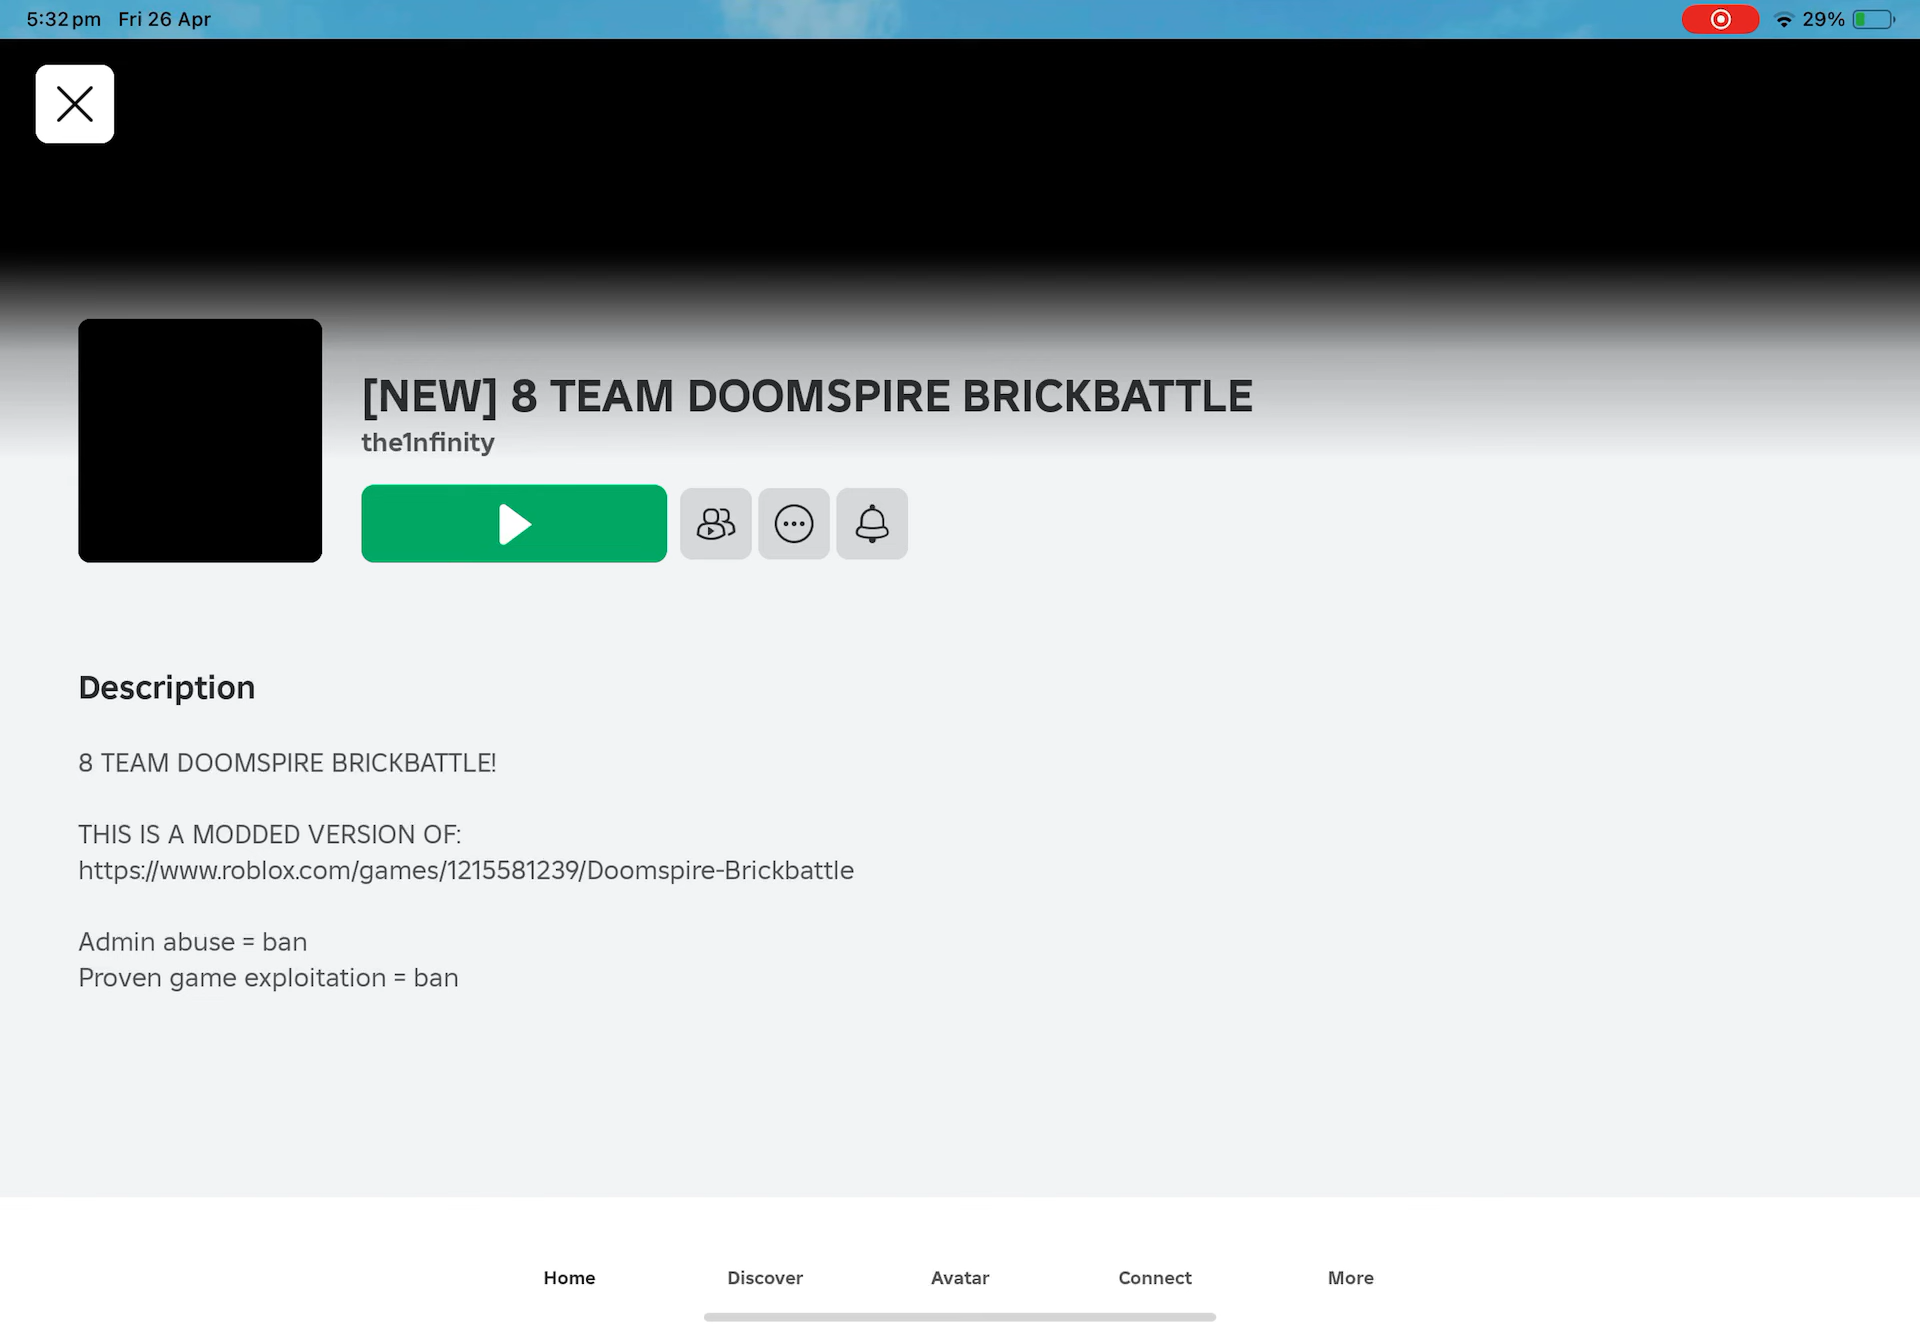 5:32 pm Fri 26 Apr
29%
[NEW] 8 TEAM DOOMSPIRE BRICKBATTLE
the1nfinity
Description
8 TEAM DOOMSPIRE BRICKBATTLE!
THIS IS A MODDED VERSION OF:
https://www.roblox.com/games/1215581239/Doomspire-Brickbattle
Admin abuse = ban
Proven game exploitation = ban
Home Discover Avatar Connect More